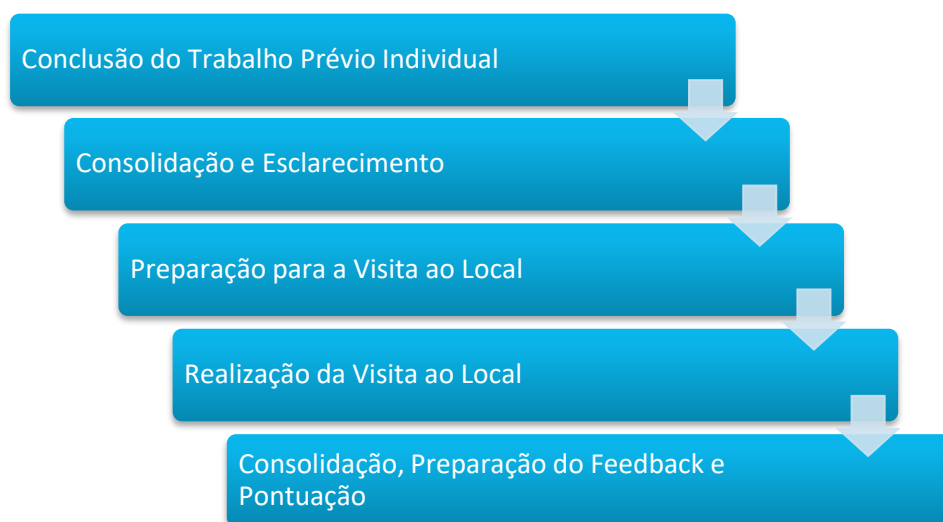 Conclusão do Trabalho Prévio Individual
Consolidação e Esclarecimento
Preparação para a Visita ao Local
Realização da Visita ao Local
Consolidação, Preparação do Feedback e
Pontuação